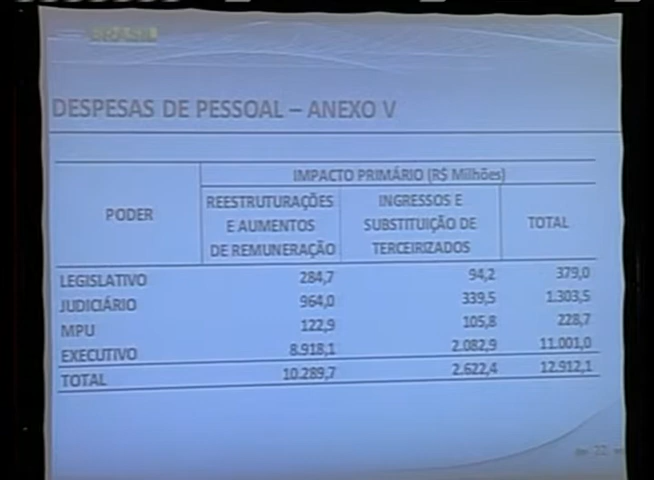 BRASIL
DESPESAS DE PESSOAL – ANEXO V
IMPACTO PRIMÁRIO (R$ Milhões)
PODER
REESTRUTURAÇÕES E AUMENTOS DE REMUNERAÇÃO
INGRESSOS E SUBSTITUIÇÃO DE TERCEIRIZADOS
TOTAL
LEGISLATIVO 284,7 94,2 379,0
JUDICIÁRIO 964,0 339,5 1.303,5
MPU 122,9 105,8 228,7
EXECUTIVO 8.918,1 2.082,9 11.001,0
TOTAL 10.289,7 2.622,4 12.912,1
22